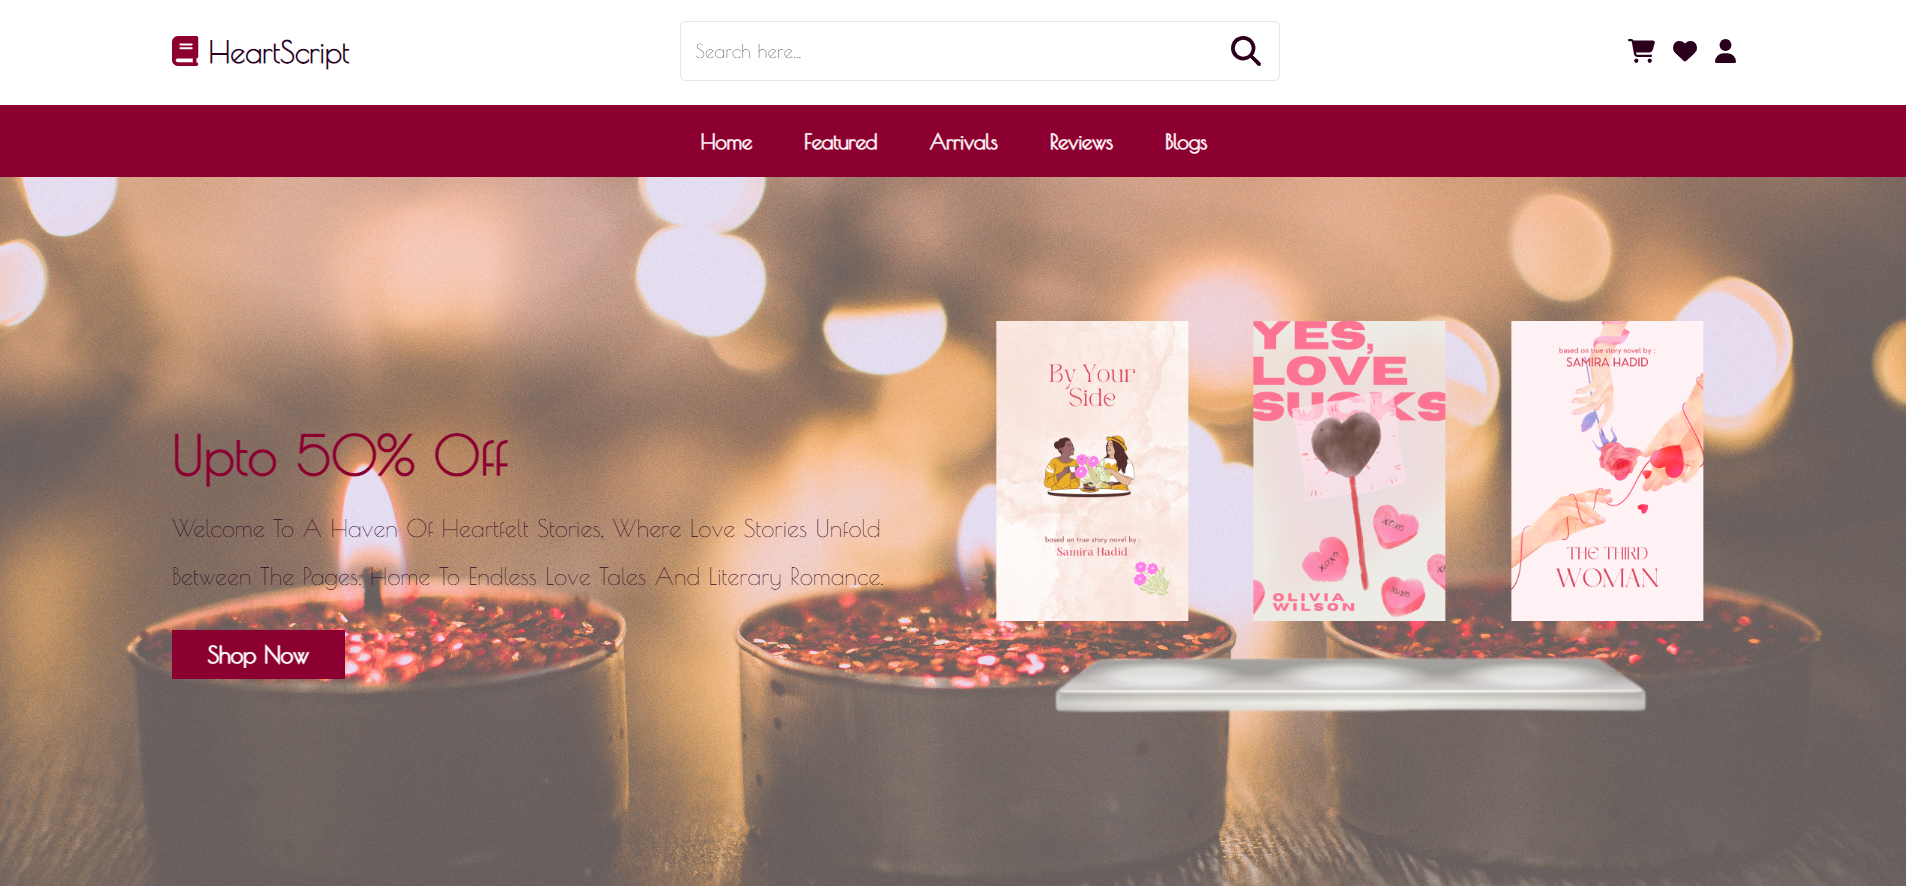 HeartScript
Search here...
Home Featured Arrivals Reviews Blogs
Upto 50% Off
Welcome To A Haven Of Heartfelt Stories, Where Love Stories Unfold
Between The Pages. Home To Endless Love Tales And Literary Romance.
Shop Now
By Your
Side
based on true story novel by :
Samira Hadid
YES,
LOVE
SUCKS
XOXO
XOXO
XOXO
OLIVIA
WILSON
based on true story novel by :
SAMIRA HADID
THE THIRD
WOMAN